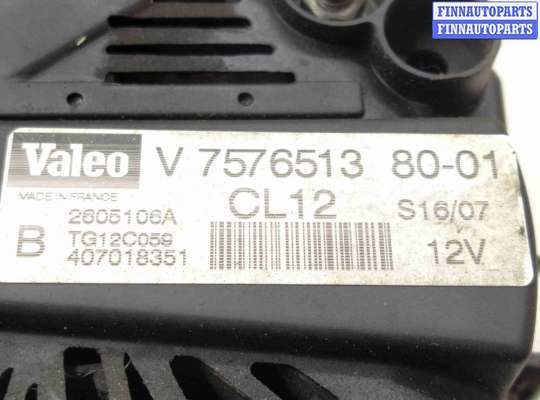 FINNAUTOPARTS
FINNAUTOPARTS
Valeo V 7576513 80-01
MADE IN FRANCE
2605106A CL12 S16/07
B TG12C059 12V
407018351